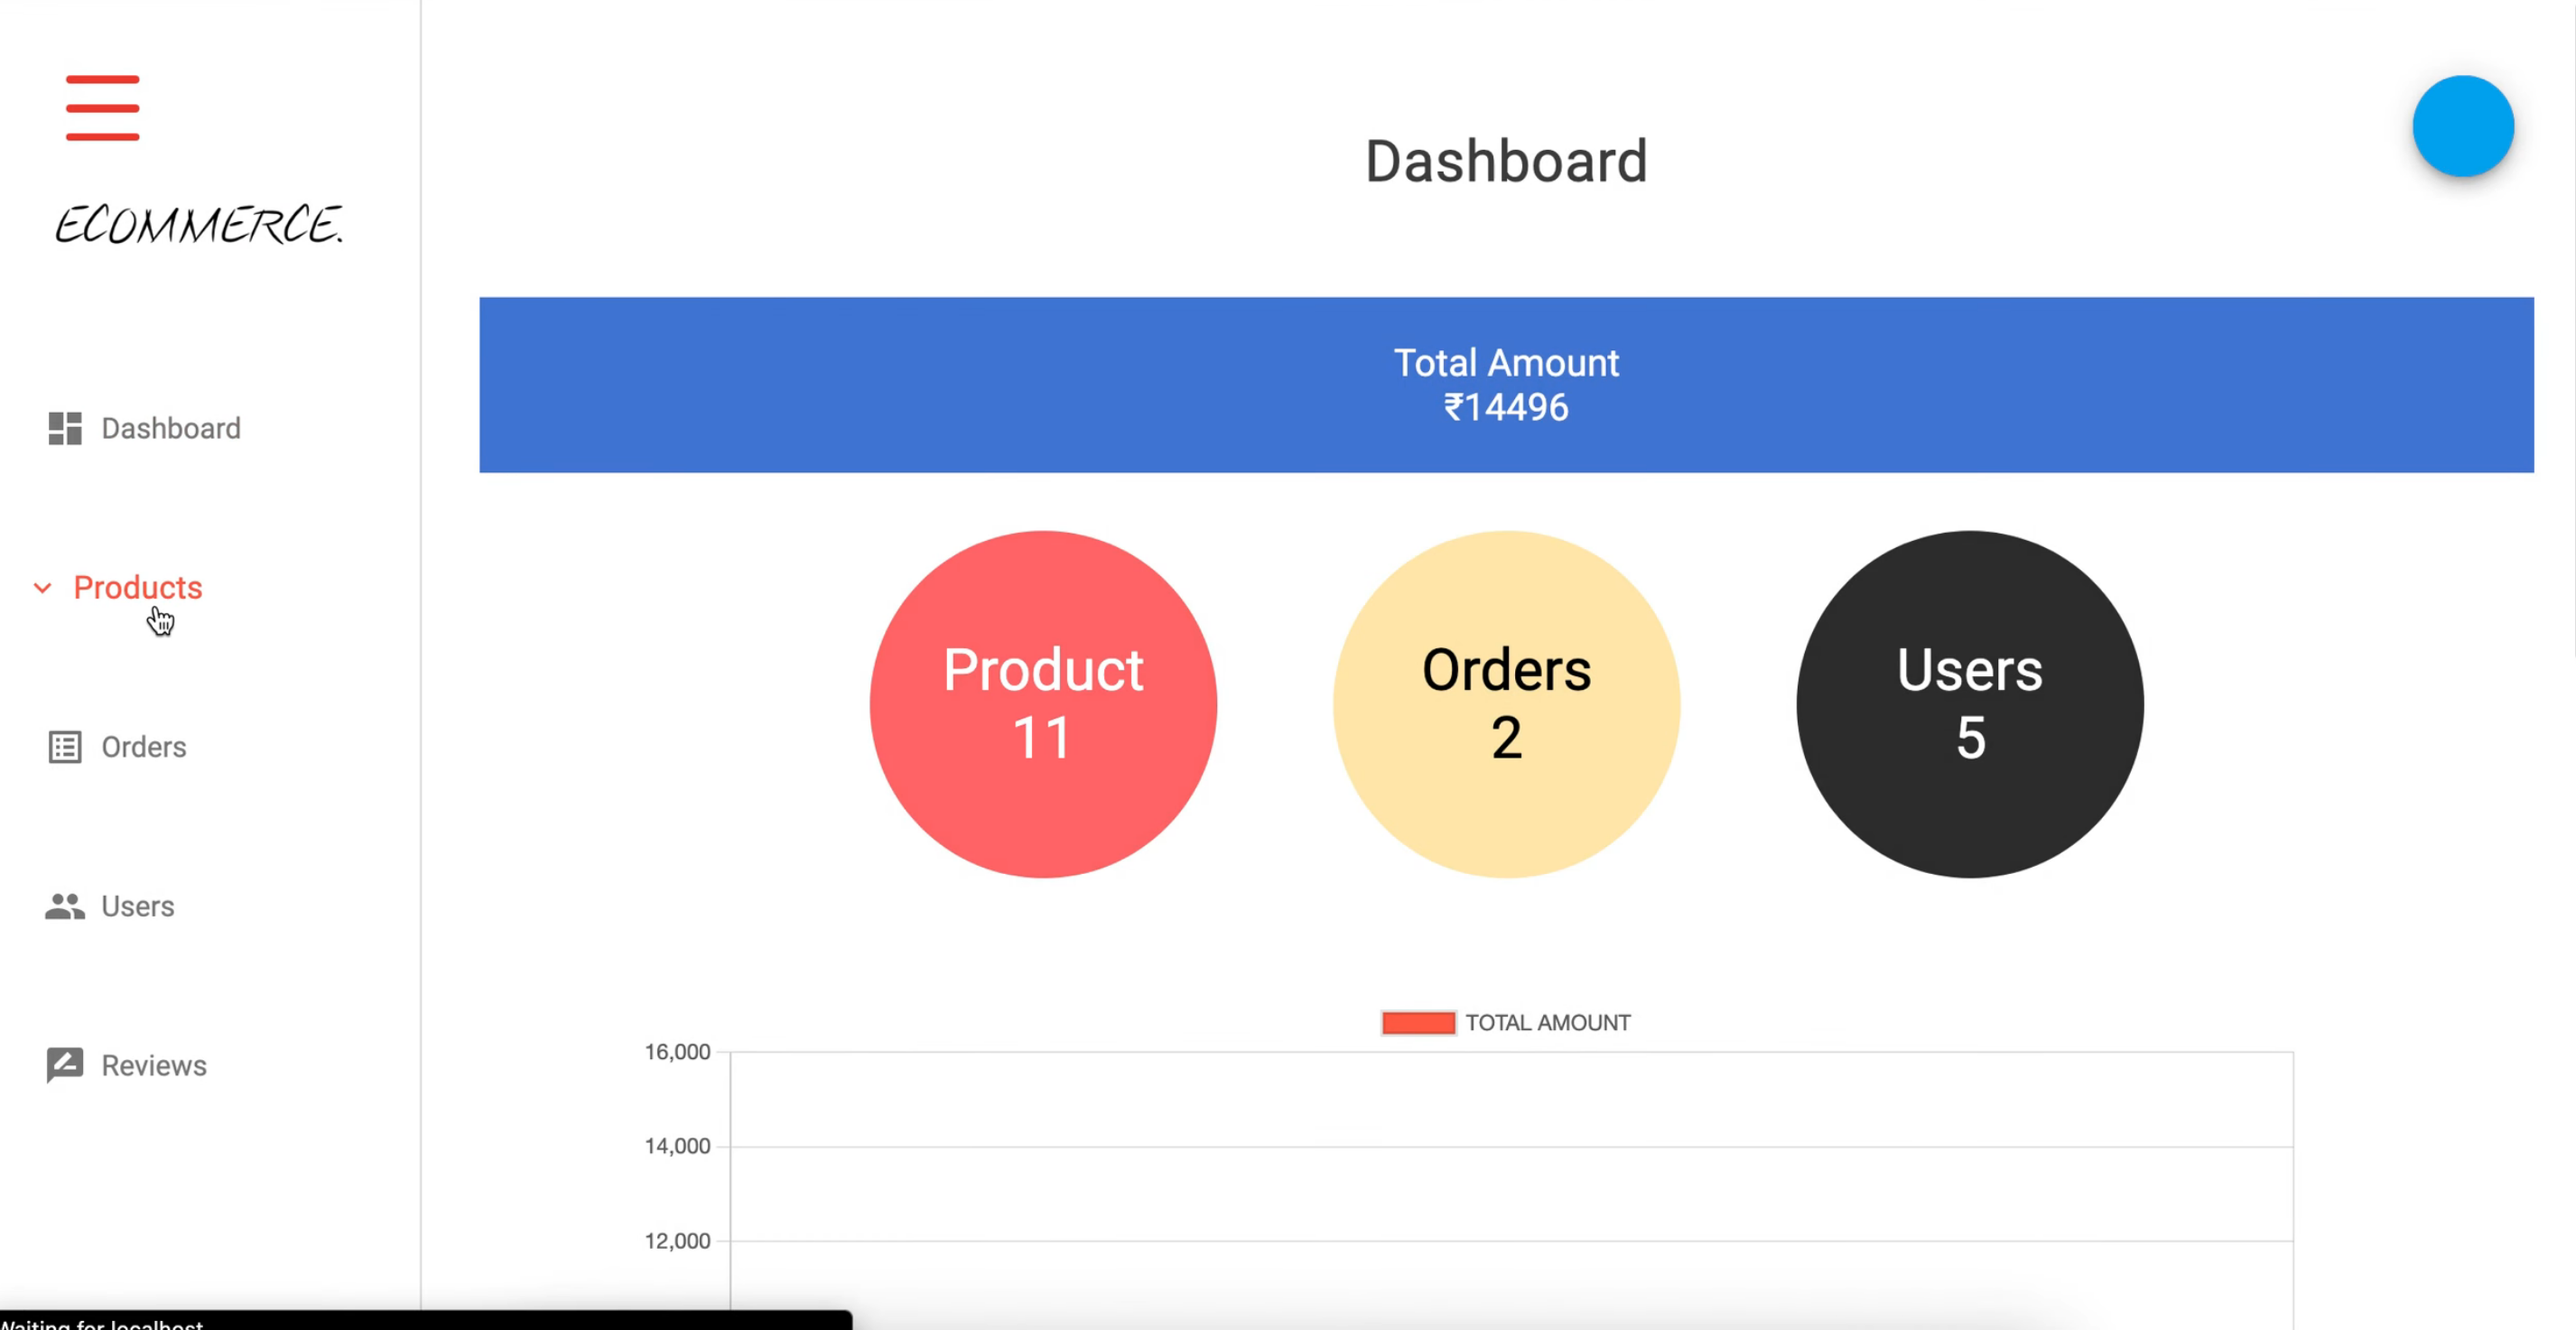 ECOMMERCE.
Dashboard
Products
Orders
Users
Reviews
Dashboard
Total Amount
₹14496
Product
11
Orders
2
Users
5
TOTAL AMOUNT
16,000
14,000
12,000
Waiting for localhost